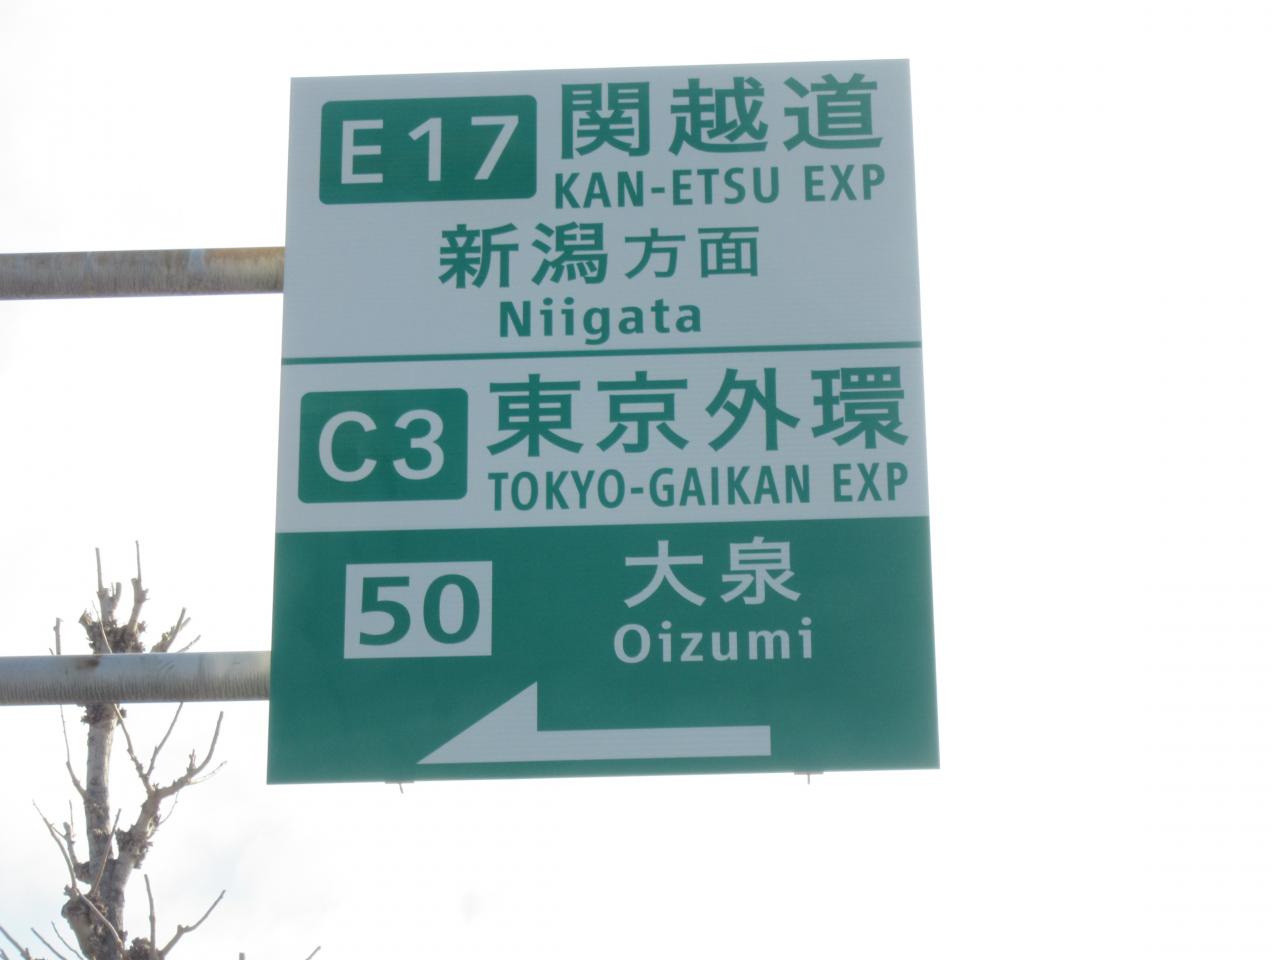 E17 関越道
KAN-ETSU EXP
新潟方面
Niigata
C3 東京外環
TOKYO-GAIKAN EXP
50 大泉
Oizumi